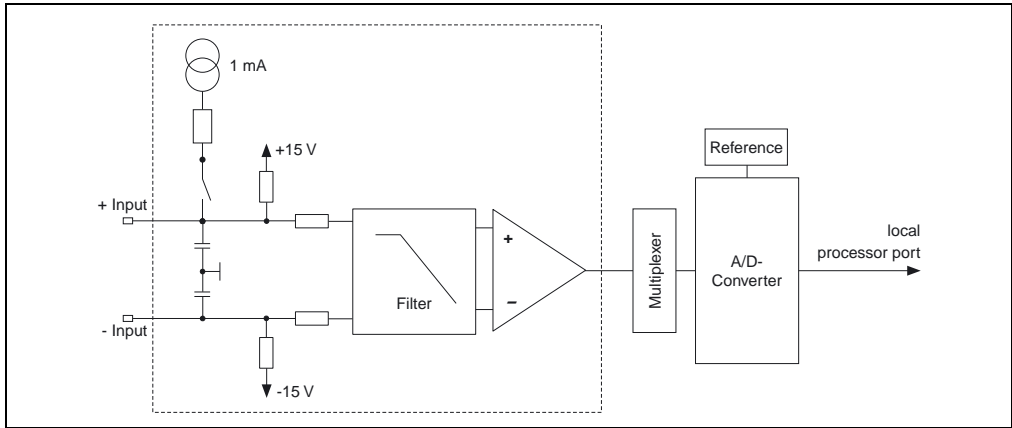 1 mA
+15 V
+ Input
- Input
-15 V
Filter
+
−
Multiplexer
Reference
A/D-
Converter
local
processor port